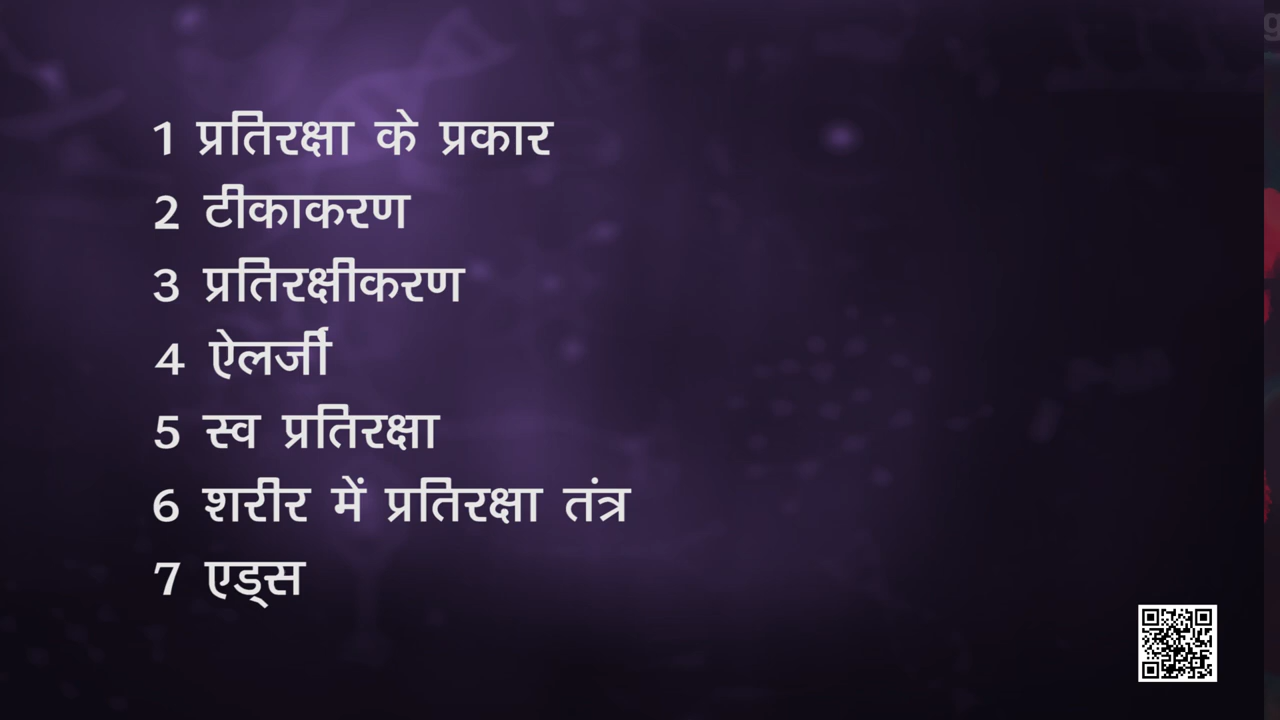 1 प्रतिरक्षा के प्रकार
2 टीकाकरण
3 प्रतिरक्षीकरण
4 ऐलर्जी
5 स्व प्रतिरक्षा
6 शरीर में प्रतिरक्षा तंत्र
7 एड्स